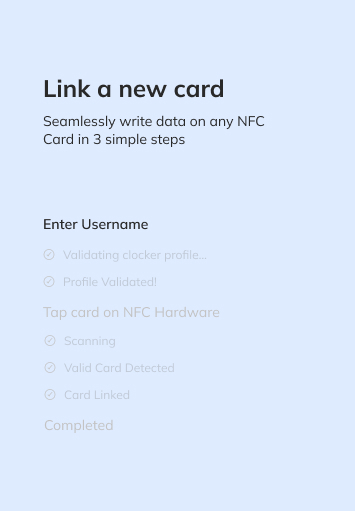 Link a new card
Seamlessly write data on any NFC
Card in 3 simple steps
Enter Username
Validating clocker profile...
Profile Validated!
Tap card on NFC Hardware
Scanning
Valid Card Detected
Card Linked
Completed